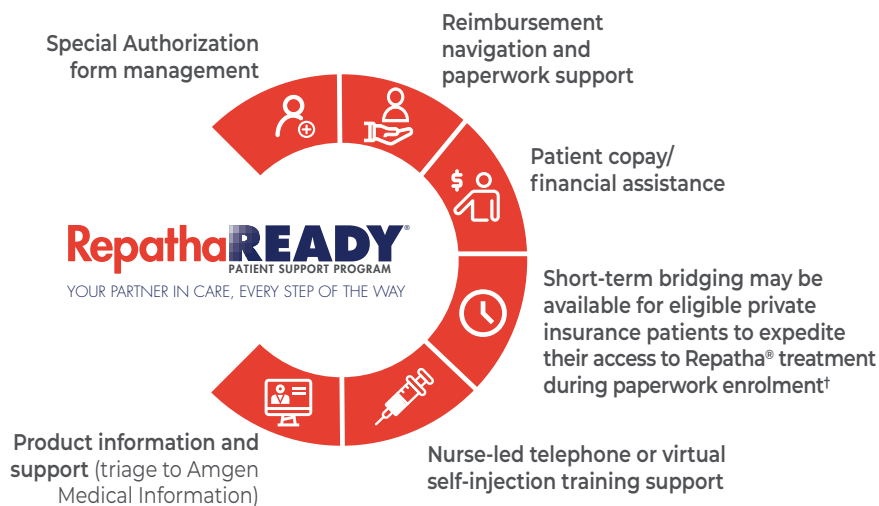 Special Authorization
form management
Reimbursement
navigation and
paperwork support
$
Patient copay/
financial assistance
RepathaREADY®
PATIENT SUPPORT PROGRAM
YOUR PARTNER IN CARE, EVERY STEP OF THE WAY
Short-term bridging may be
available for eligible private
insurance patients to expedite
their access to Repatha® treatment
during paperwork enrolment†
Nurse-led telephone or virtual
self-injection training support
Product information and
support (triage to Amgen
Medical Information)